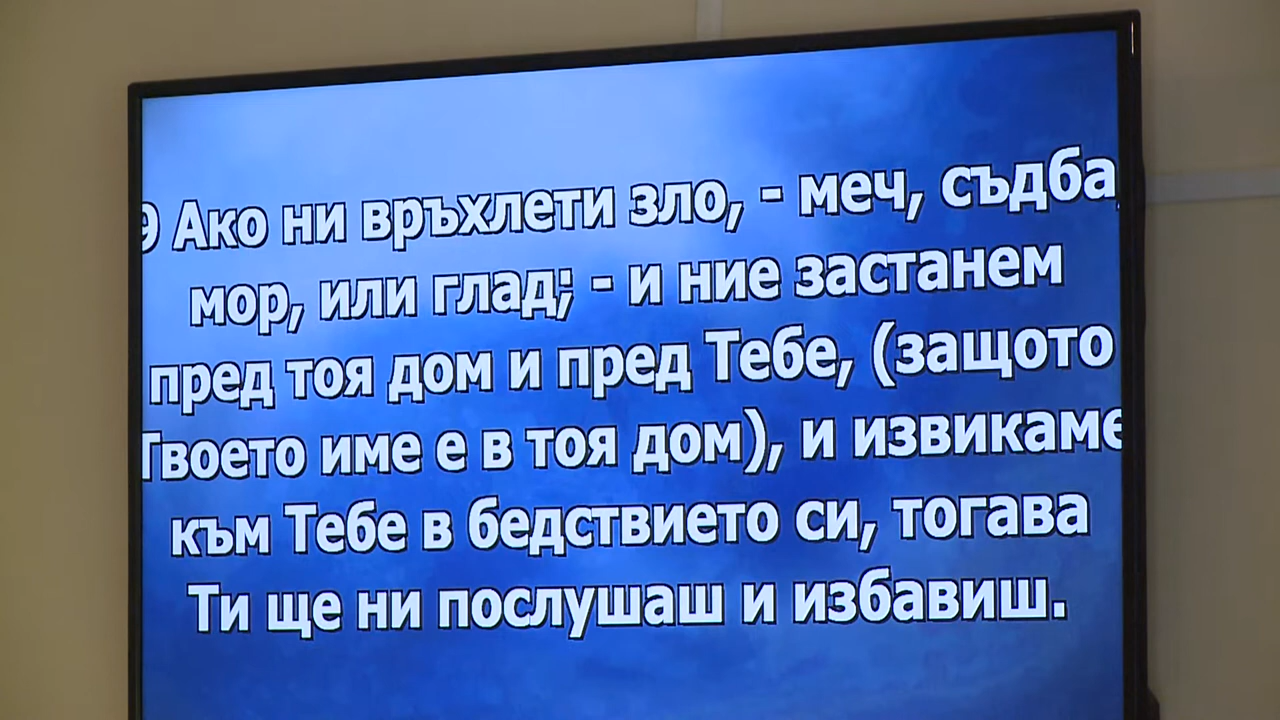 9 Ако ни връхлети зло, - меч, съдба,
мор, или глад; - и ние застанем
пред тоя дом и пред Тебе, (защото
Твоето име е в тоя дом), и извикаме
към Тебе в бедствието си, тогава
Ти ще ни послушаш и избавиш.